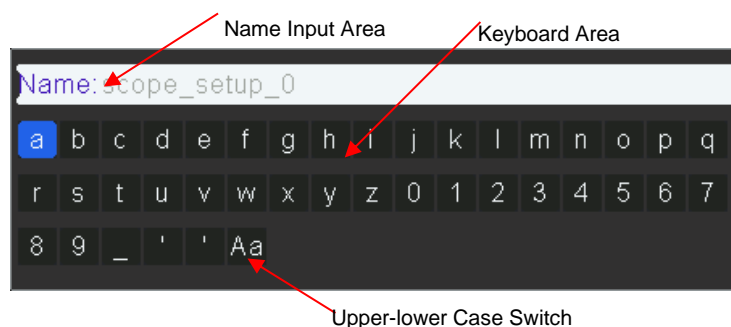 Name Input Area
Keyboard Area
Name: scope_setup_0
a b c d e f g h i j k l m n o p q
r s t u v w x y z 0 1 2 3 4 5 6 7
8 9 _ ' ' Aa
Upper-lower Case Switch